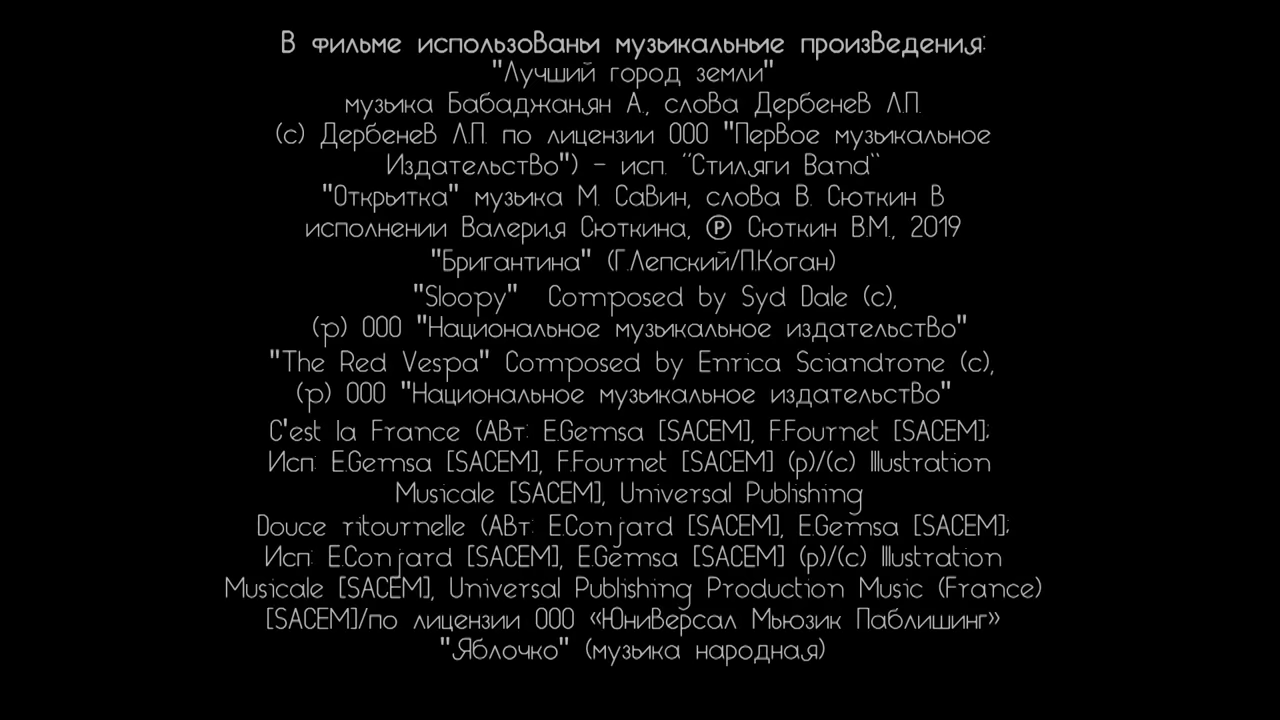 В фильме использованы музыкальные произведения:
"Лучший город земли"
музыка Бабаджанян А., слова Дербенев Л.П.
(с) Дербенев Л.П. по лицензии ООО "Первое музыкальное
Издательство") - исп. "Стиляги Band"
"Открытка" музыка М. Савин, слова В. Сюткин В
исполнении Валерия Сюткина, ℗ Сюткин В.М., 2019
"Бригантина" (Г.Лепский/П.Коган)
"Sloopy" Composed by Syd Dale (c),
(p) ООО "Национальное музыкальное издательство"
"The Red Vespa" Composed by Enrica Sciandrone (c),
(p) ООО "Национальное музыкальное издательство"
C'est la France (Авт: E.Gemsa [SACEM], F.Fournet [SACEM];
Исп: E.Gemsa [SACEM], F.Fournet [SACEM] (p)/(c) Illustration
Musicale [SACEM], Universal Publishing
Douce ritournelle (Авт: E.Conjard [SACEM], E.Gemsa [SACEM];
Исп: E.Conjard [SACEM], E.Gemsa [SACEM] (p)/(c) Illustration
Musicale [SACEM], Universal Publishing Production Music (France)
[SACEM]/по лицензии ООО «Юниверсал Мьюзик Паблишинг»
"Яблочко" (музыка народная)